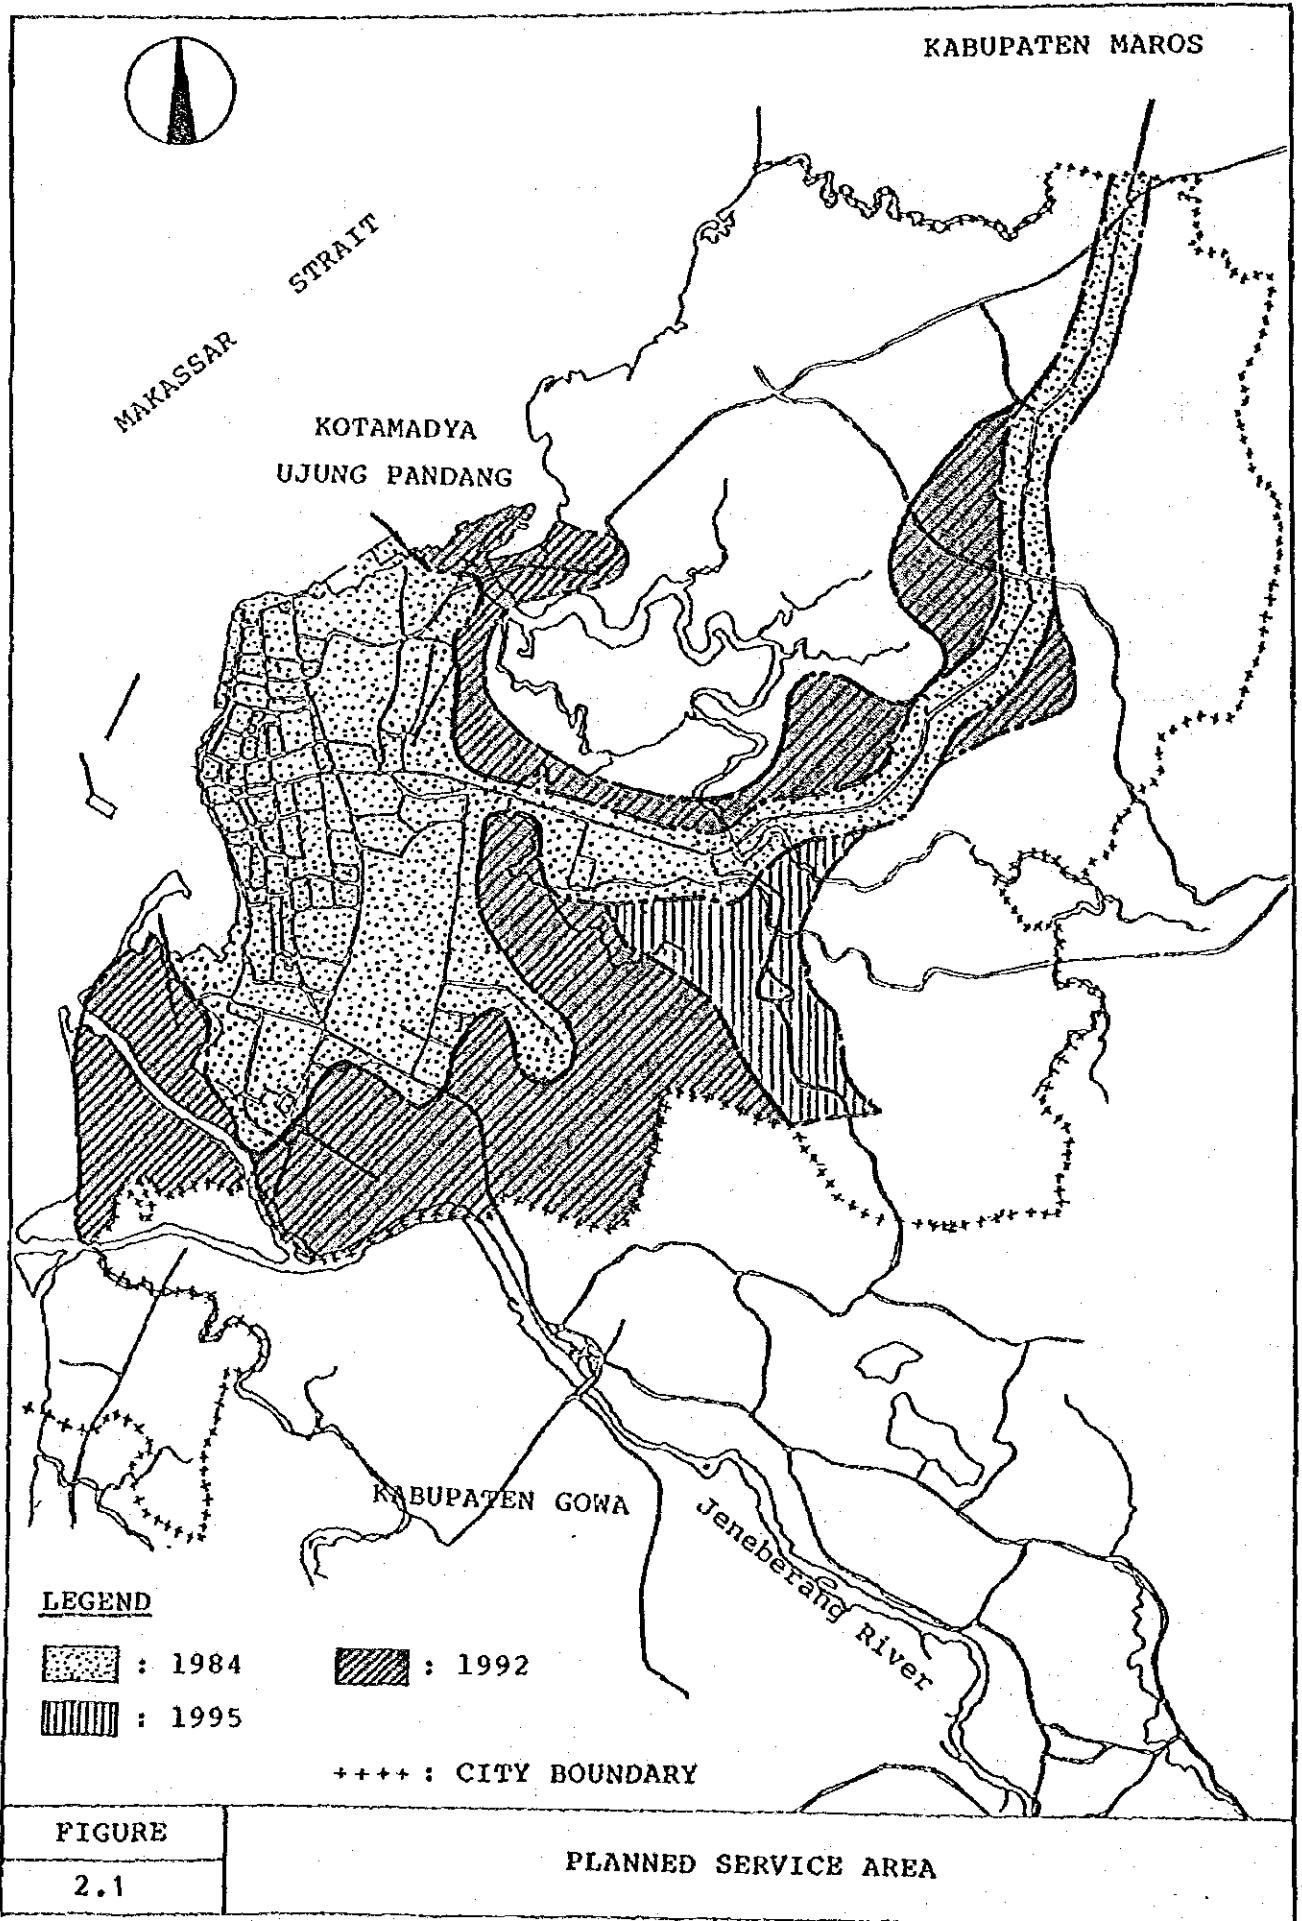 KABUPATEN MAROS
MAKASSAR STRAIT
KOTAMADYA
UJUNG PANDANG
KABUPATEN GOWA
Jeneberang River
LEGEND
: 1984
: 1992
: 1995
++++ : CITY BOUNDARY
FIGURE
2.1
PLANNED SERVICE AREA